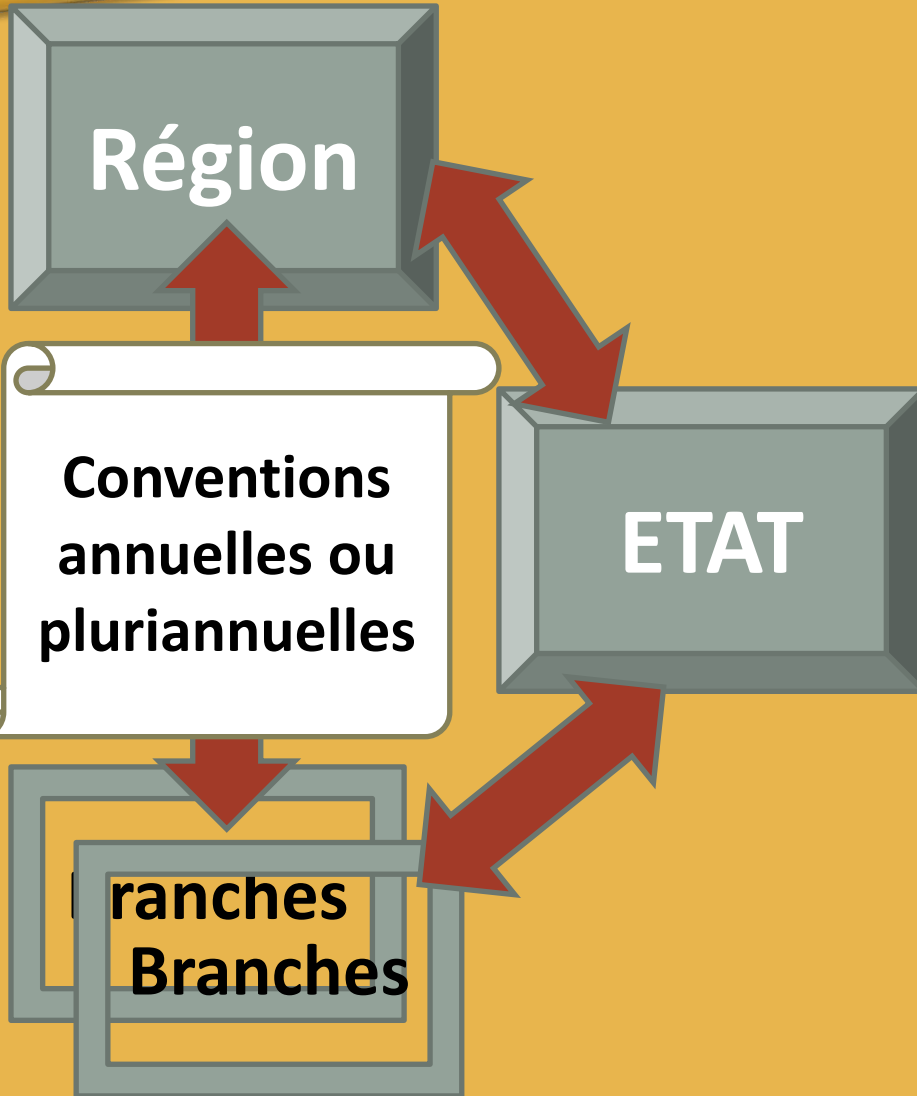 Région
Conventions
annuelles ou
pluriannuelles
ETAT
ranches
Branches